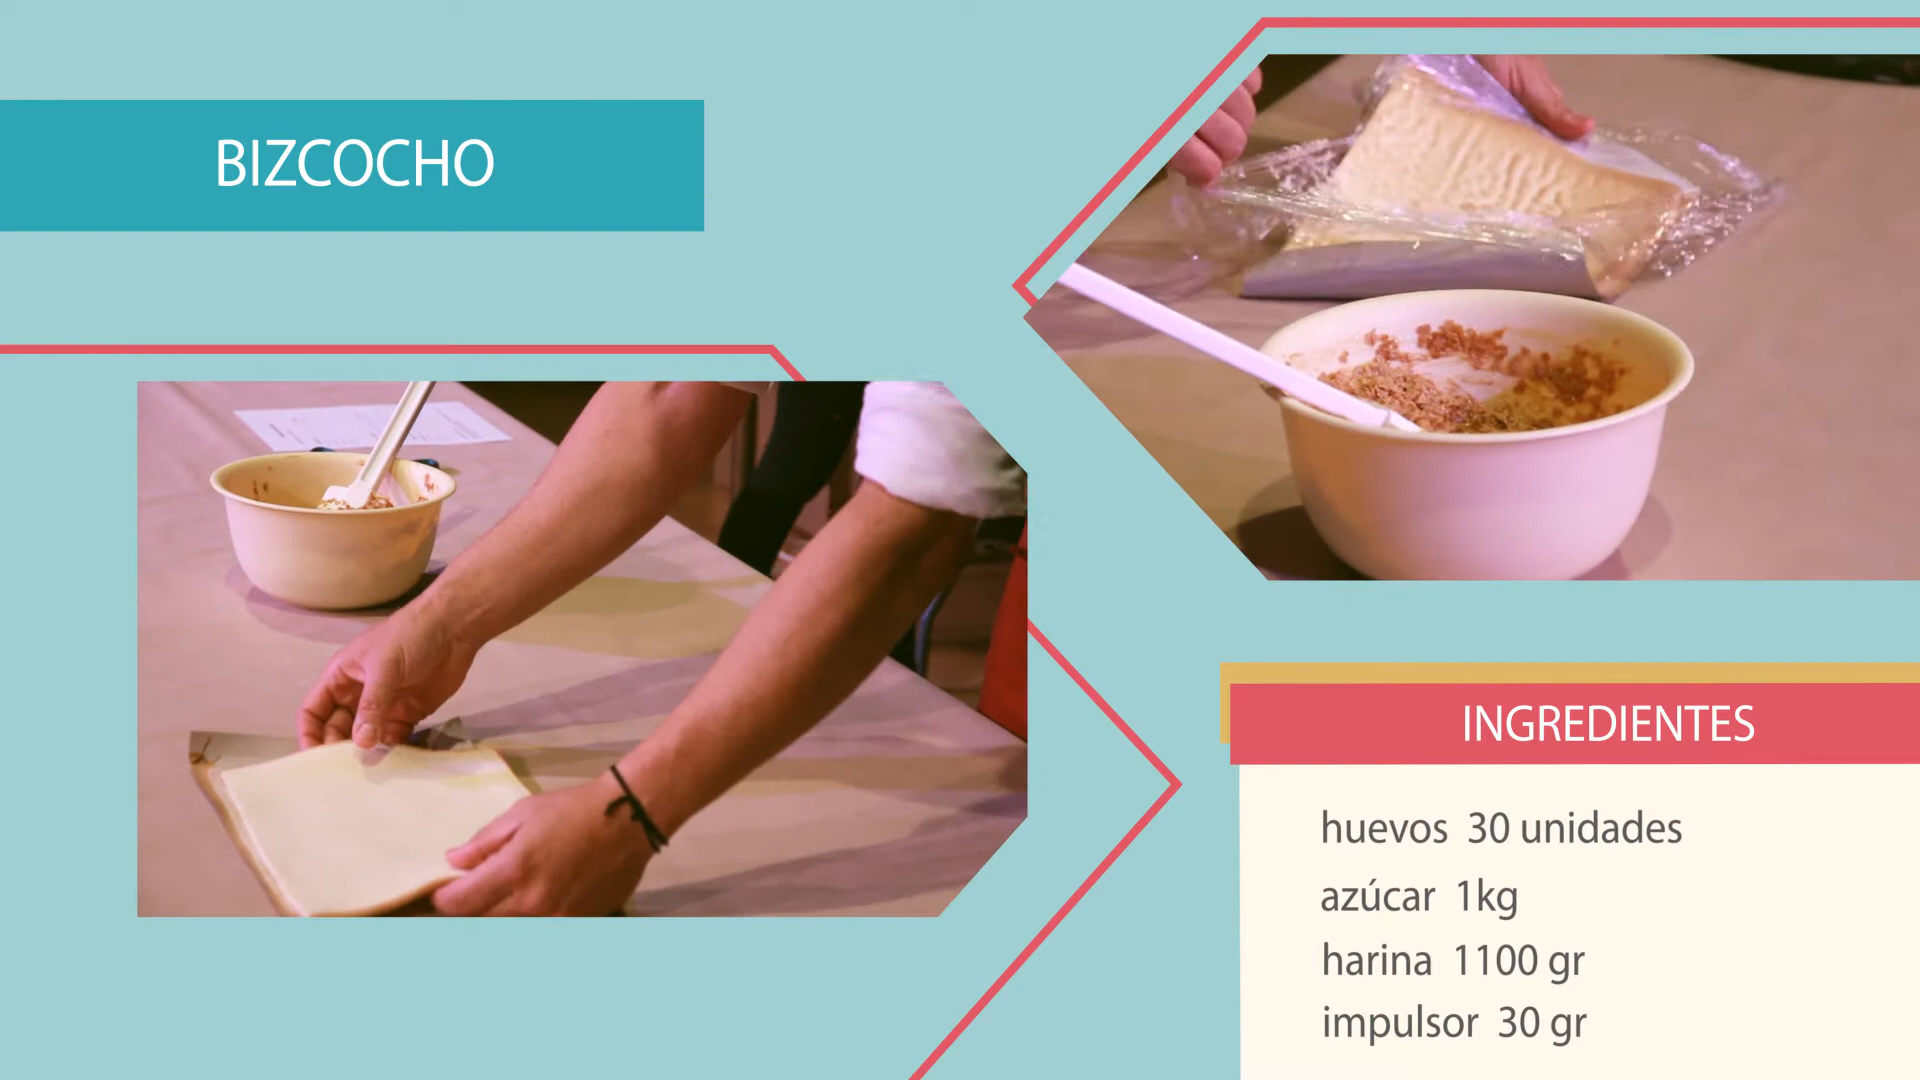 BIZCOCHO
INGREDIENTES
huevos 30 unidades
azúcar 1kg
harina 1100 gr
impulsor 30 gr